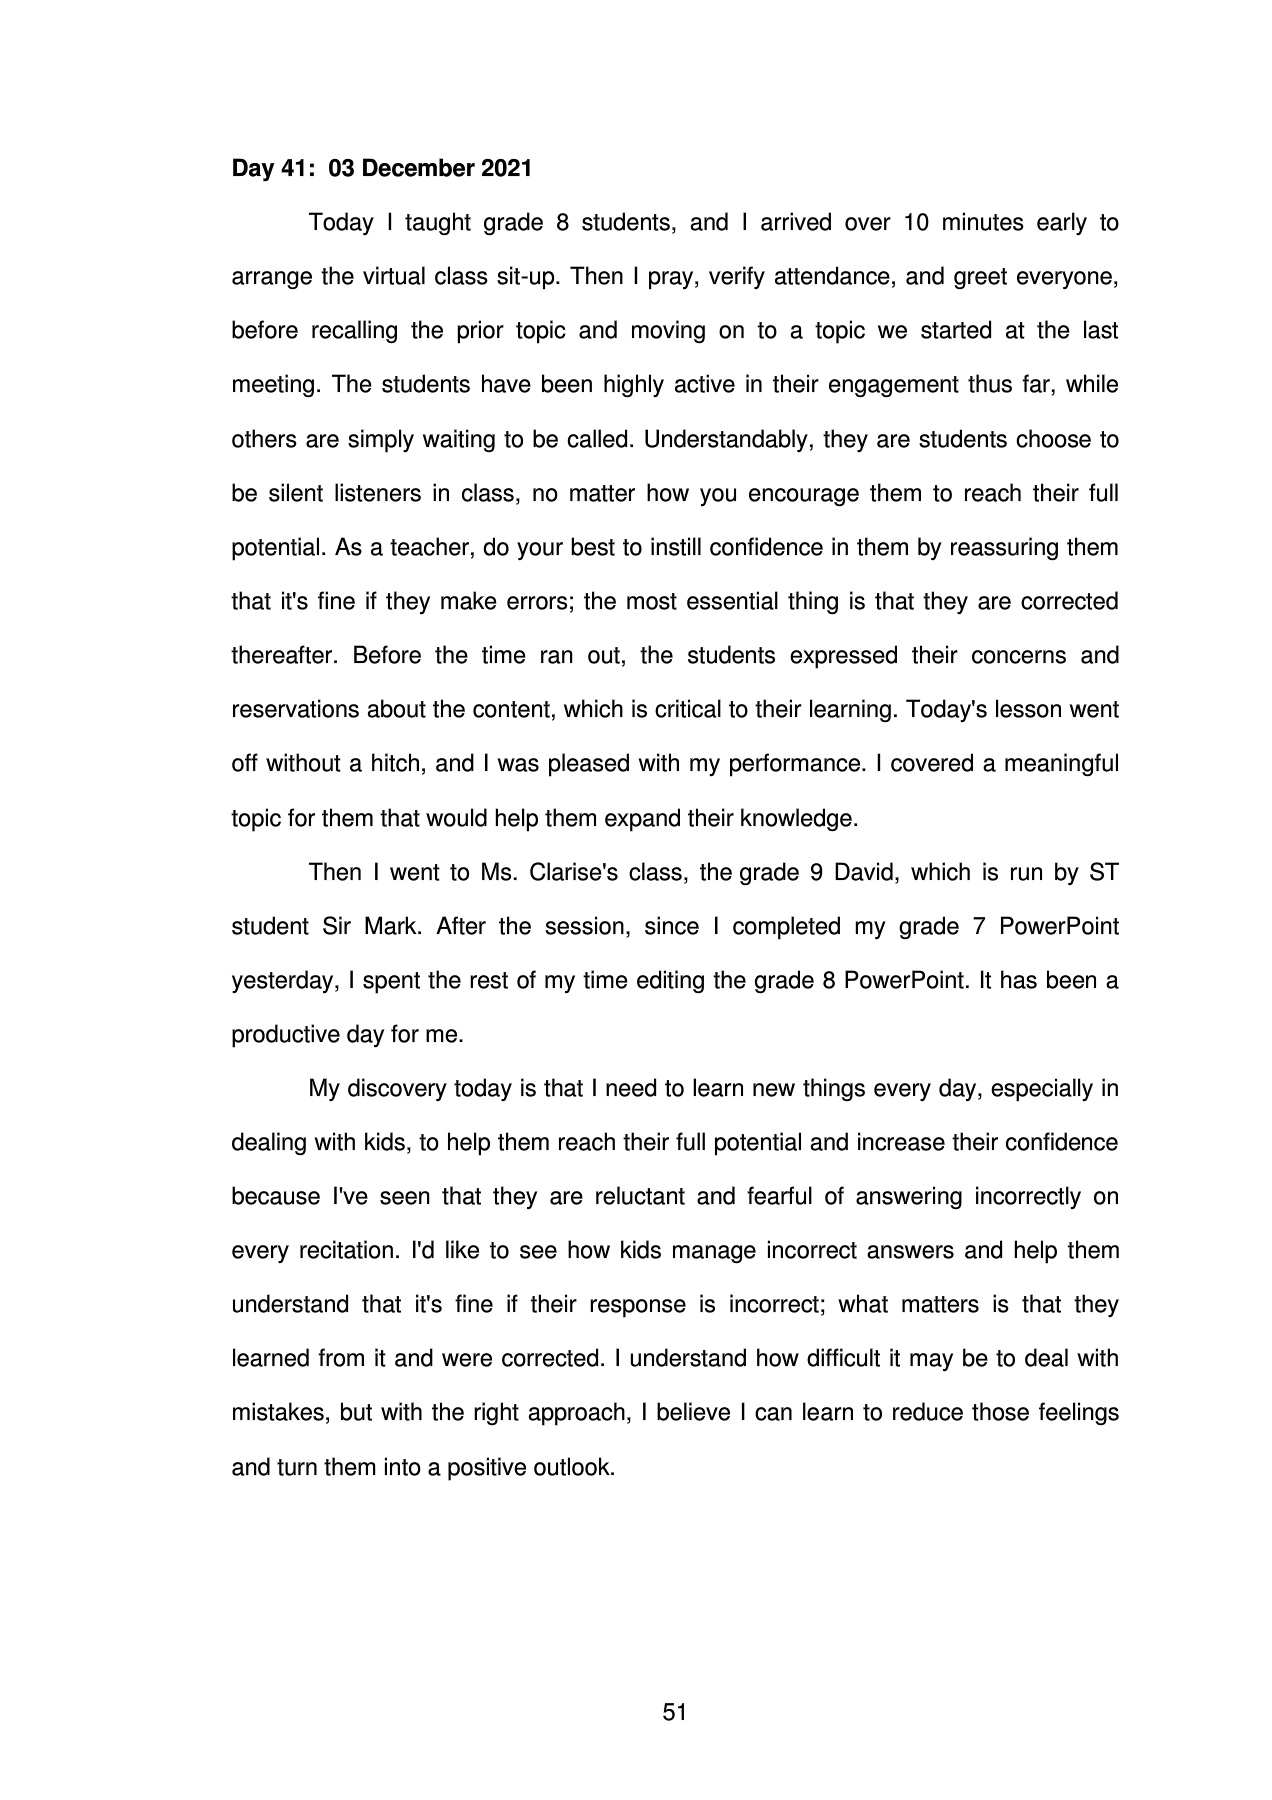 Day 41:  03 December 2021
Today I taught grade 8 students, and I arrived over 10 minutes early to
arrange the virtual class sit-up. Then I pray, verify attendance, and greet everyone,
before recalling the prior topic and moving on to a topic we started at the last
meeting. The students have been highly active in their engagement thus far, while
others are simply waiting to be called. Understandably, they are students choose to
be silent listeners in class, no matter how you encourage them to reach their full
potential. As a teacher, do your best to instill confidence in them by reassuring them
that it's fine if they make errors; the most essential thing is that they are corrected
thereafter. Before the time ran out, the students expressed their concerns and
reservations about the content, which is critical to their learning. Today's lesson went
off without a hitch, and I was pleased with my performance. I covered a meaningful
topic for them that would help them expand their knowledge.
Then I went to Ms. Clarise's class, the grade 9 David, which is run by ST
student Sir Mark. After the session, since I completed my grade 7 PowerPoint
yesterday, I spent the rest of my time editing the grade 8 PowerPoint. It has been a
productive day for me.
My discovery today is that I need to learn new things every day, especially in
dealing with kids, to help them reach their full potential and increase their confidence
because I've seen that they are reluctant and fearful of answering incorrectly on
every recitation. I'd like to see how kids manage incorrect answers and help them
understand that it's fine if their response is incorrect; what matters is that they
learned from it and were corrected. I understand how difficult it may be to deal with
mistakes, but with the right approach, I believe I can learn to reduce those feelings
and turn them into a positive outlook.
51